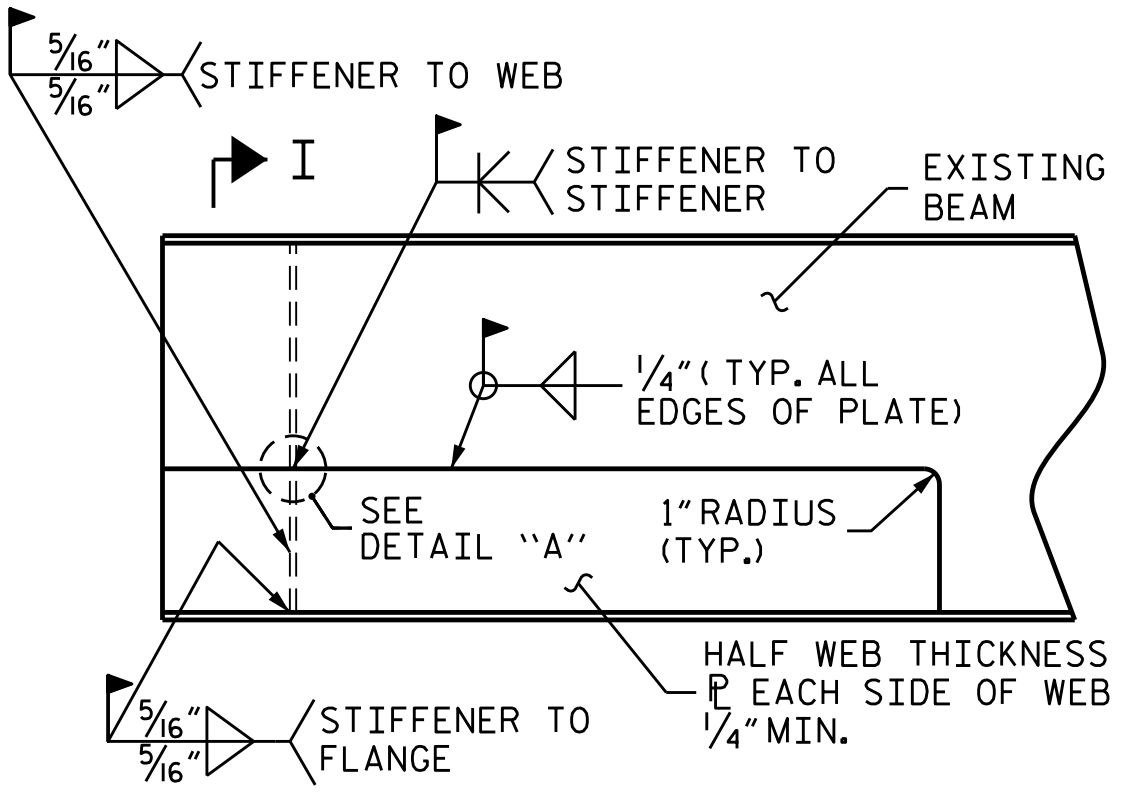 5/16"
5/16"
STIFFENER TO WEB
I
STIFFENER TO
STIFFENER
EXISTING
BEAM
1/4" (TYP. ALL
EDGES OF PLATE)
SEE
DETAIL "A"
1" RADIUS
(TYP.)
HALF WEB THICKNESS
PL EACH SIDE OF WEB
1/4" MIN.
5/16"
5/16"
STIFFENER TO
FLANGE